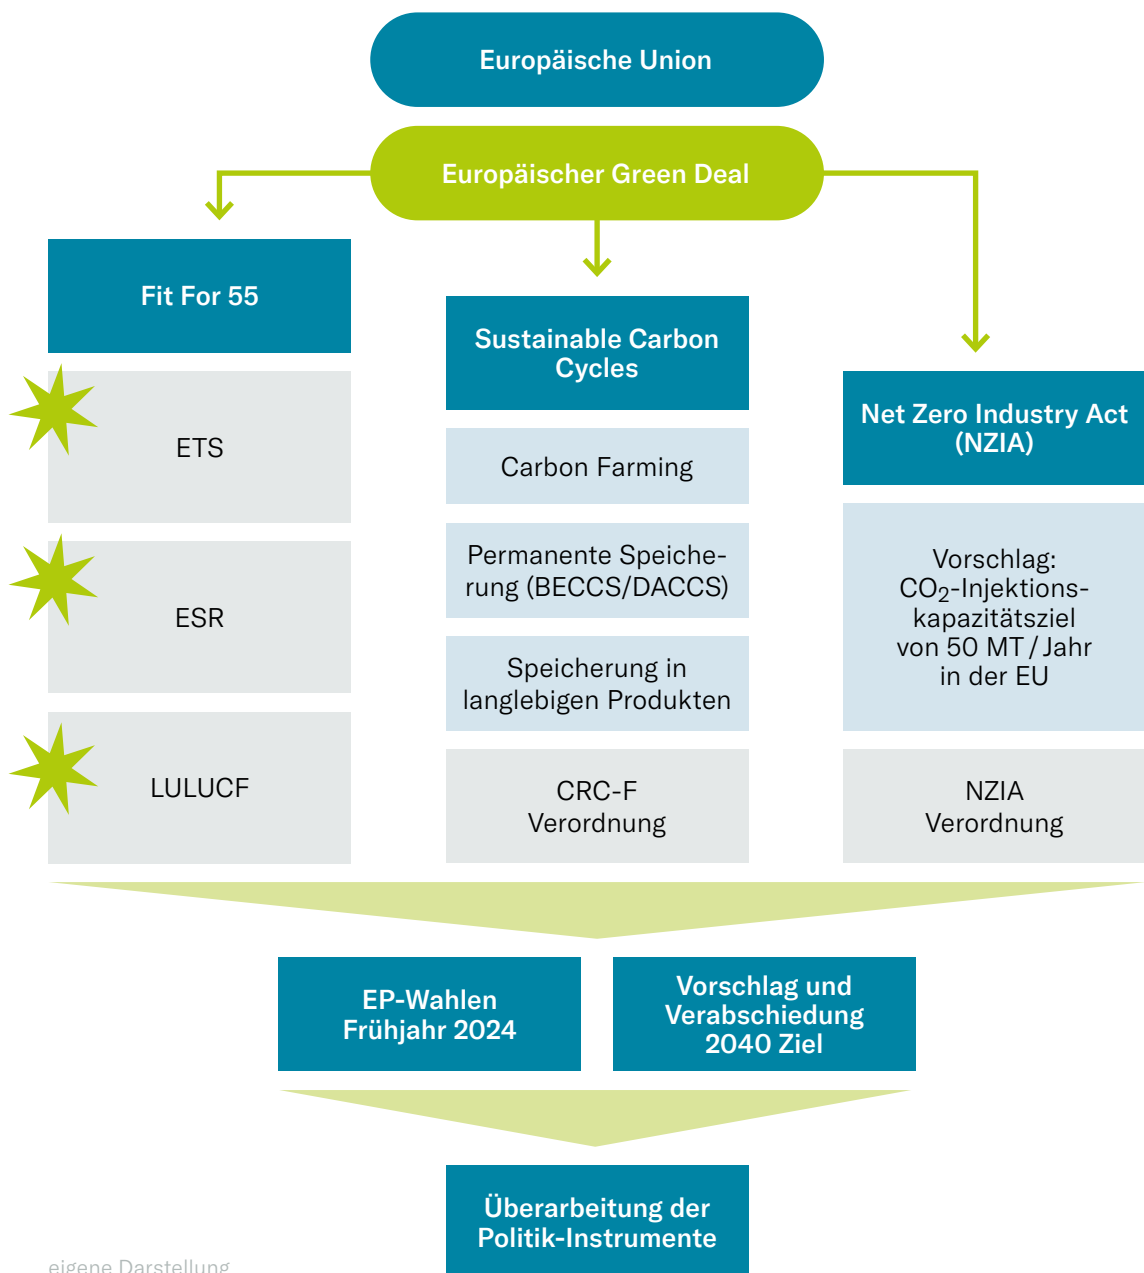 Europäische Union
Europäischer Green Deal
Fit For 55
ETS
ESR
LULUCF
Sustainable Carbon
Cycles
Carbon Farming
Permanente Speiche-
rung (BECCS/DACCS)
Speicherung in
langlebigen Produkten
CRC-F
Verordnung
Net Zero Industry Act
(NZIA)
Vorschlag:
CO₂-Injektions-
kapazitätsziel
von 50 MT / Jahr
in der EU
NZIA
Verordnung
EP-Wahlen
Frühjahr 2024
Vorschlag und
Verabschiedung
2040 Ziel
Überarbeitung der
Politik-Instrumente
eigene Darstellung